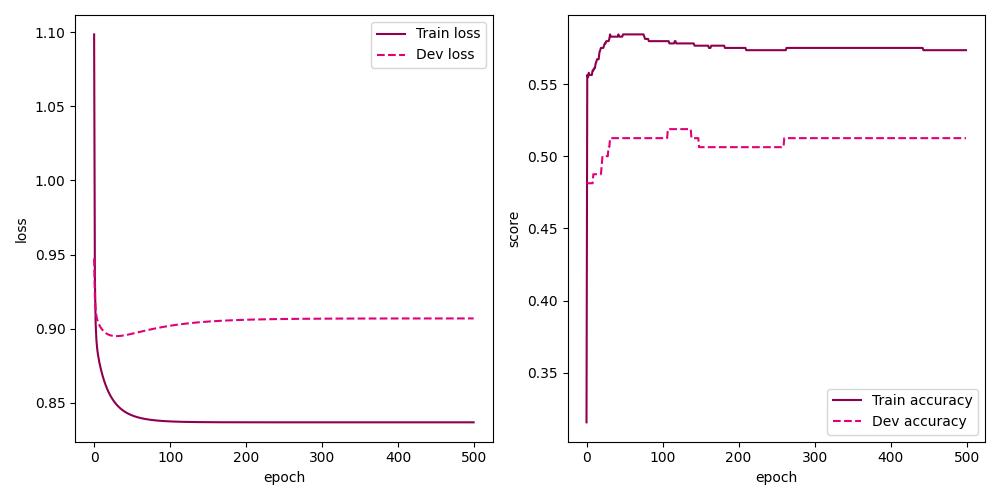 1.10
1.05
1.00
0.95
0.90
0.85
loss
0 100 200 300 400 500
epoch
Train loss
Dev loss
0.55
0.50
0.45
0.40
0.35
score
0 100 200 300 400 500
epoch
Train accuracy
Dev accuracy